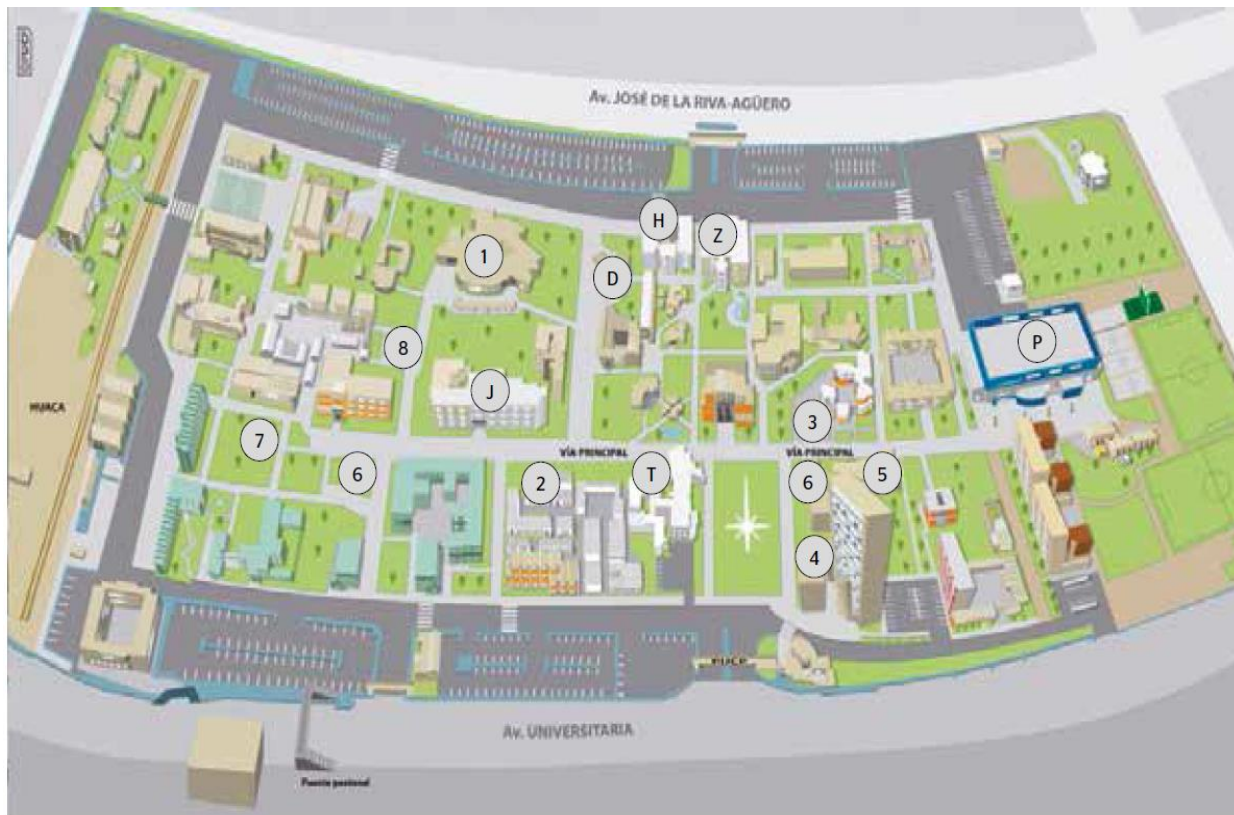 Av. JOSÉ DE LA RIVA-AGÜERO
H
Z
1
D
P
8
J
HUACA
3
7
VÍA PRINCIPAL
VÍA PRINCIPAL
6
2
T
6
5
4
PUCP
Av. UNIVERSITARIA
Puente peatonal